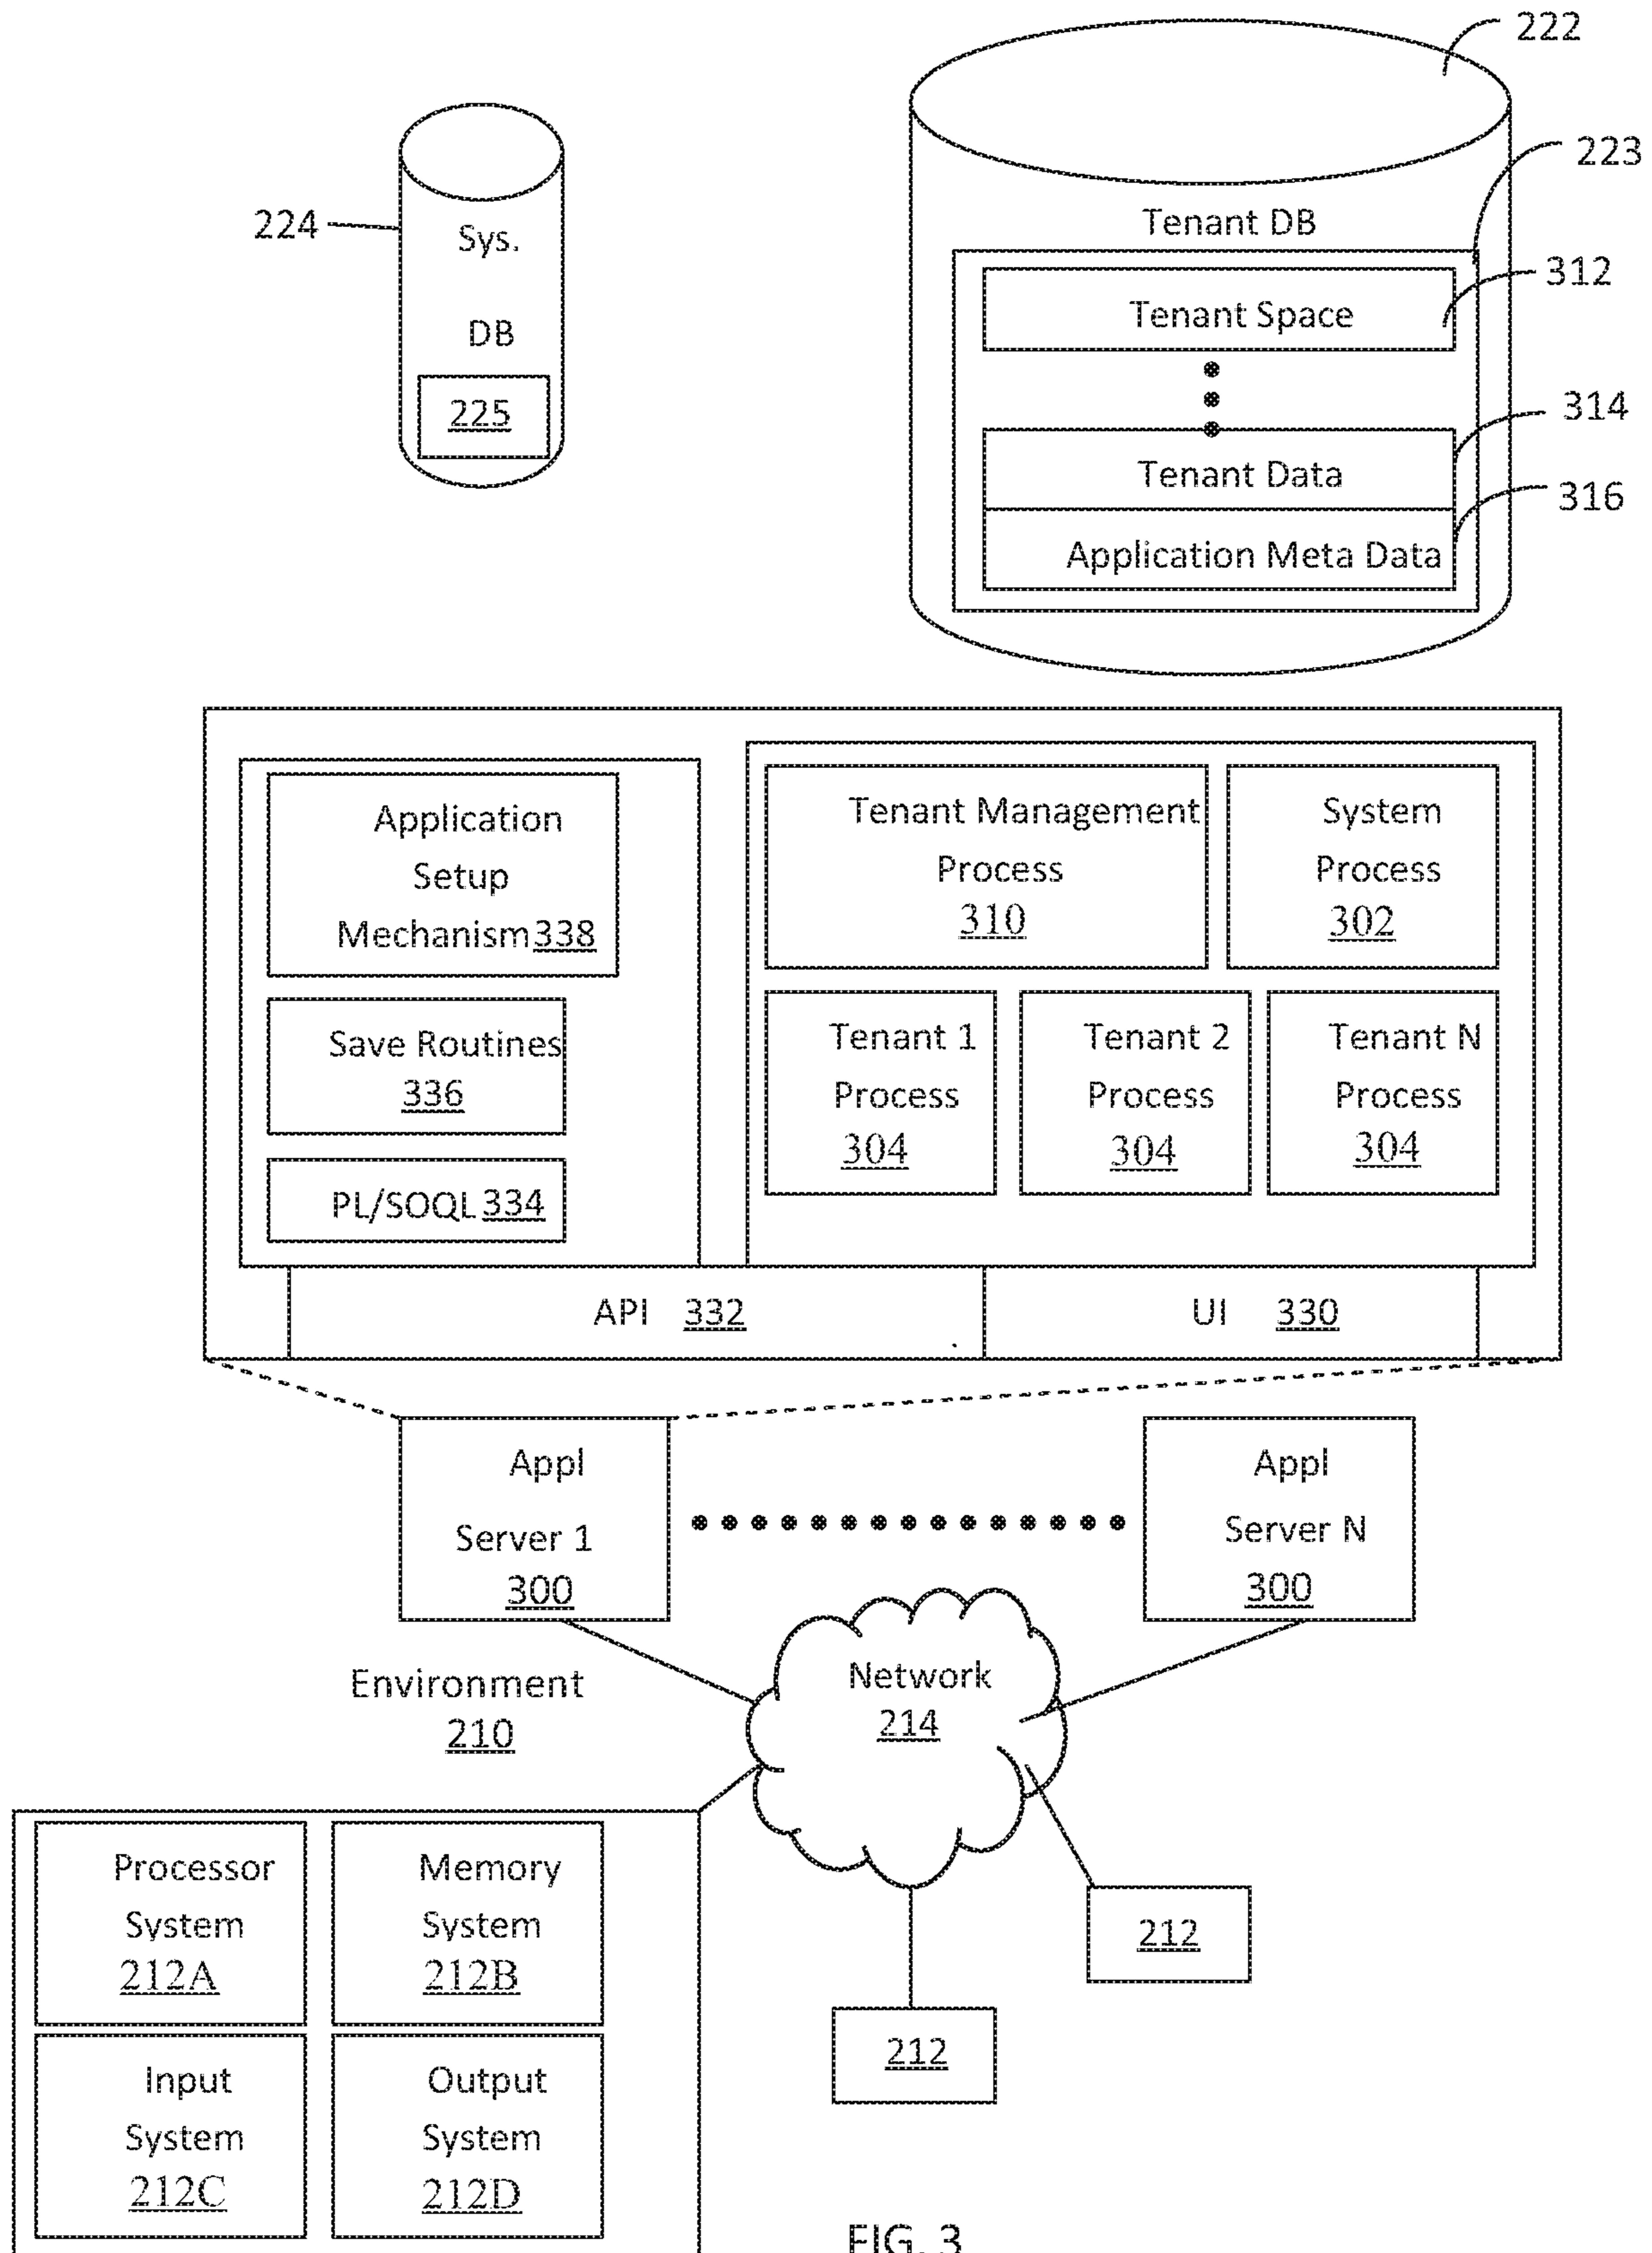 222
223
224
Sys.
DB
225
Tenant DB
312
Tenant Space
314
Tenant Data
316
Application Meta Data
Application
Setup
Mechanism338
Save Routines
336
PL/SOQL334
Tenant Management
Process
310
System
Process
302
Tenant 1
Process
304
Tenant 2
Process
304
Tenant N
Process
304
API 332
UI 330
Appl
Server 1
300
Appl
Server N
300
Environment
210
Network
214
Processor
System
212A
Memory
System
212B
Input
System
212C
Output
System
212D
212
212
FIG. 3